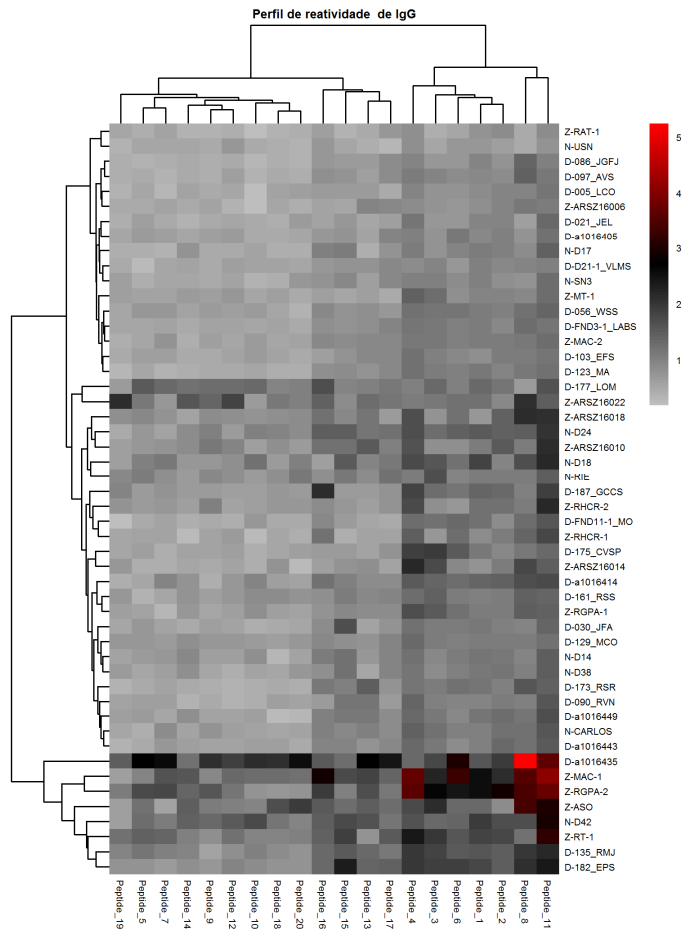 Perfil de reatividade de IgG
5
4
3
2
1
Z-RAT-1
N-USN
D-086_JGFJ
D-097_AVS
D-005_LCO
Z-ARSZ16006
D-021_JEL
D-a1016405
N-D17
D-D21-1_VLMS
N-SN3
Z-MT-1
D-056_WSS
D-FND3-1_LABS
Z-MAC-2
D-103_EFS
D-123_MA
D-177_LOM
Z-ARSZ16022
Z-ARSZ16018
N-D24
Z-ARSZ16010
N-D18
N-RIE
D-187_GCCS
Z-RHCR-2
D-FND11-1_MO
Z-RHCR-1
D-175_CVSP
Z-ARSZ16014
D-a1016414
D-161_RSS
Z-RGPA-1
D-030_JFA
D-129_MCO
N-D14
N-D38
D-173_RSR
D-090_RVN
D-a1016449
N-CARLOS
D-a1016443
D-a1016435
Z-MAC-1
Z-RGPA-2
Z-ASO
N-D42
Z-RT-1
D-135_RMJ
D-182_EPS
Peptide_19
Peptide_5
Peptide_7
Peptide_14
Peptide_9
Peptide_12
Peptide_10
Peptide_18
Peptide_20
Peptide_16
Peptide_15
Peptide_13
Peptide_17
Peptide_4
Peptide_3
Peptide_6
Peptide_1
Peptide_2
Peptide_8
Peptide_11